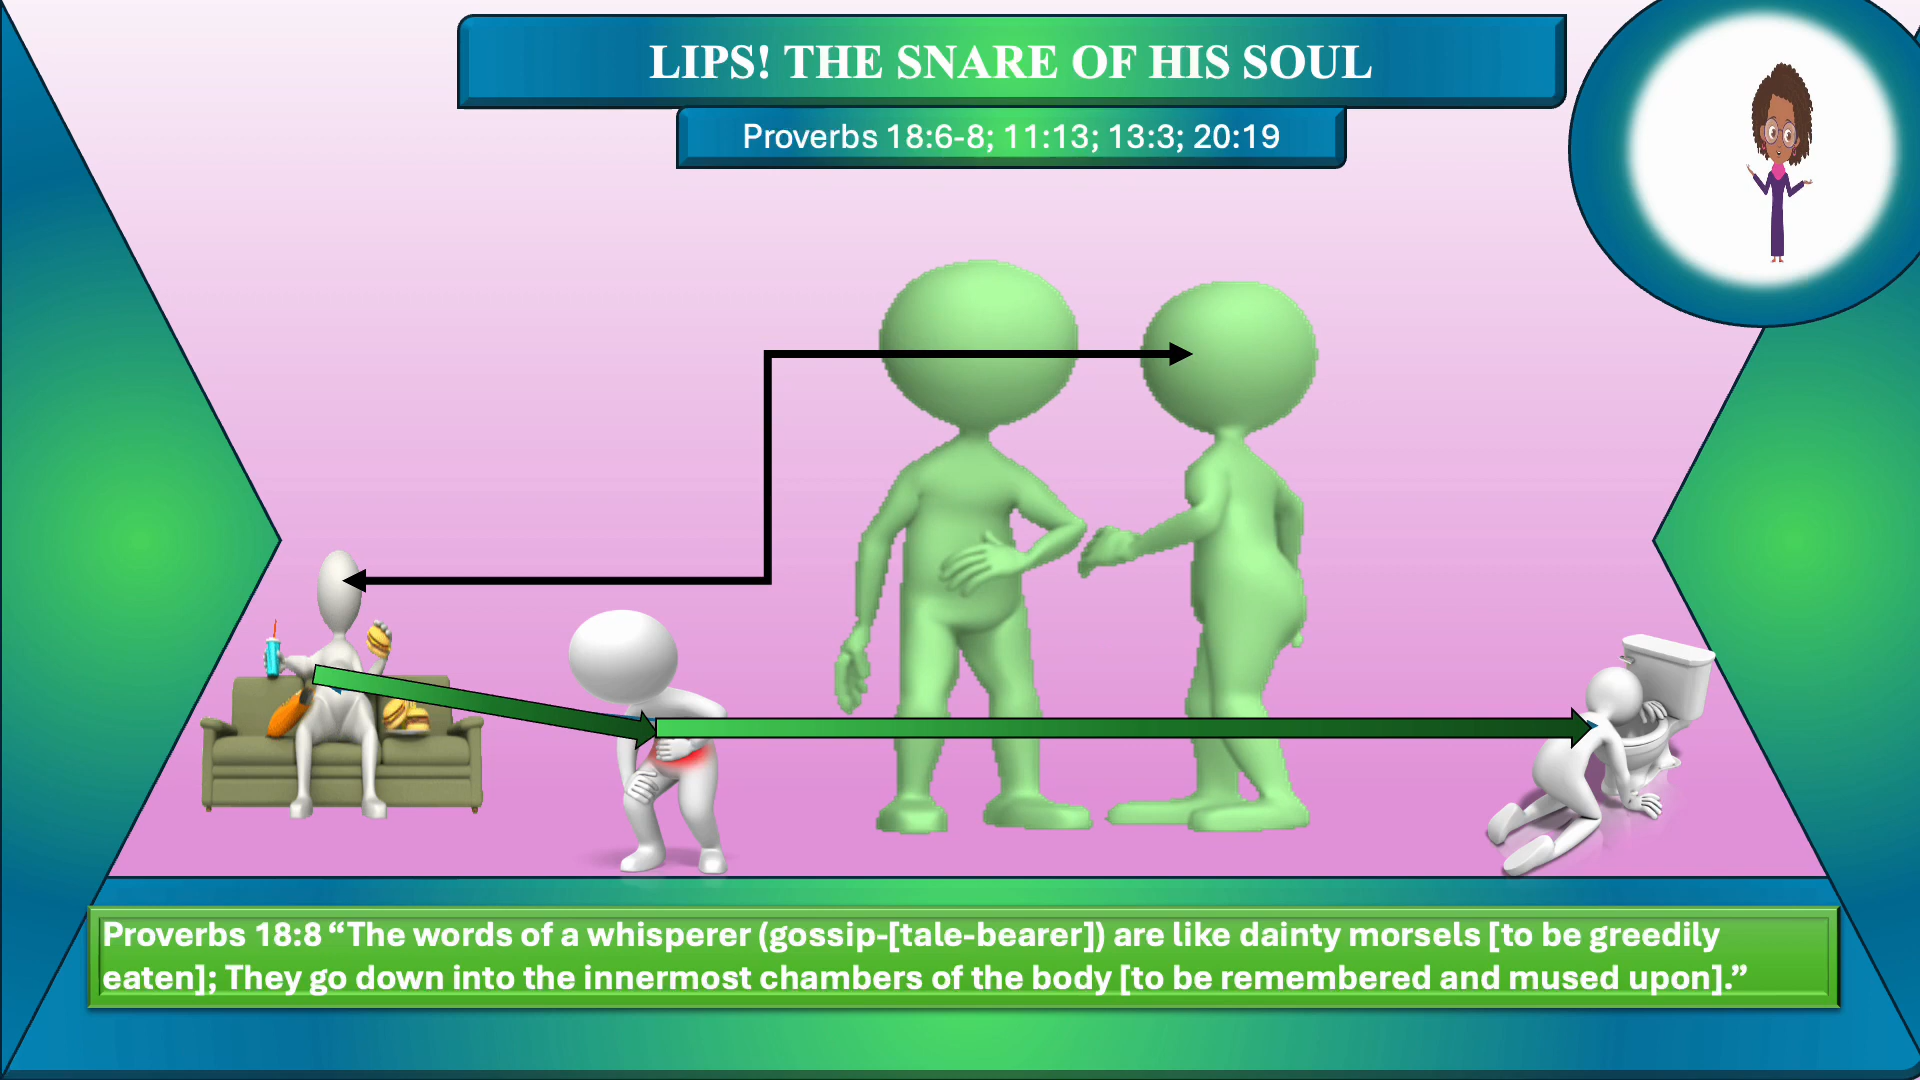 LIPS! THE SNARE OF HIS SOUL
Proverbs 18:6-8; 11:13; 13:3; 20:19
Proverbs 18:8 “The words of a whisperer (gossip-[tale-bearer]) are like dainty morsels [to be greedily
eaten]; They go down into the innermost chambers of the body [to be remembered and mused upon].”